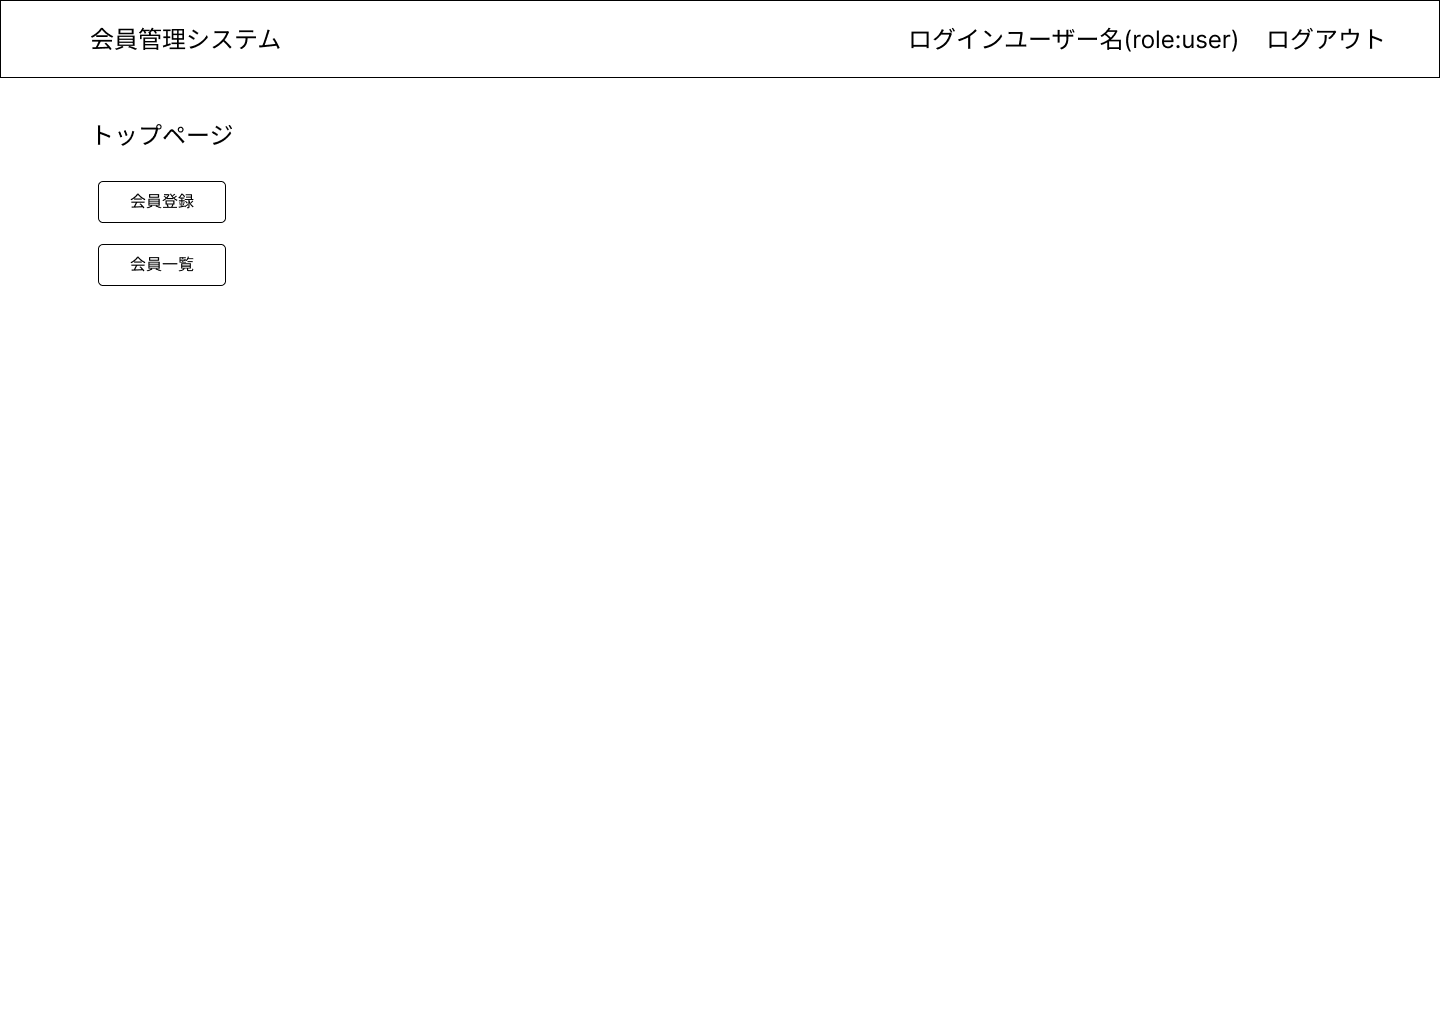 会員管理システム
ログインユーザー名(role:user) ログアウト
トップページ
会員登録
会員一覧